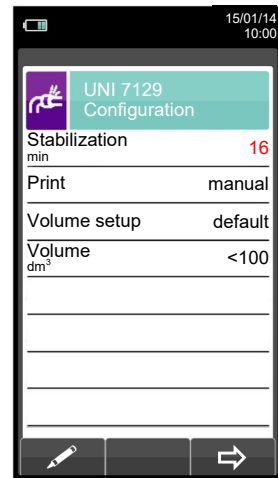 15/01/14
10:00
UNI 7129
Configuration
Stabilization
min
16
Print manual
Volume setup default
Volume
dm³
<100